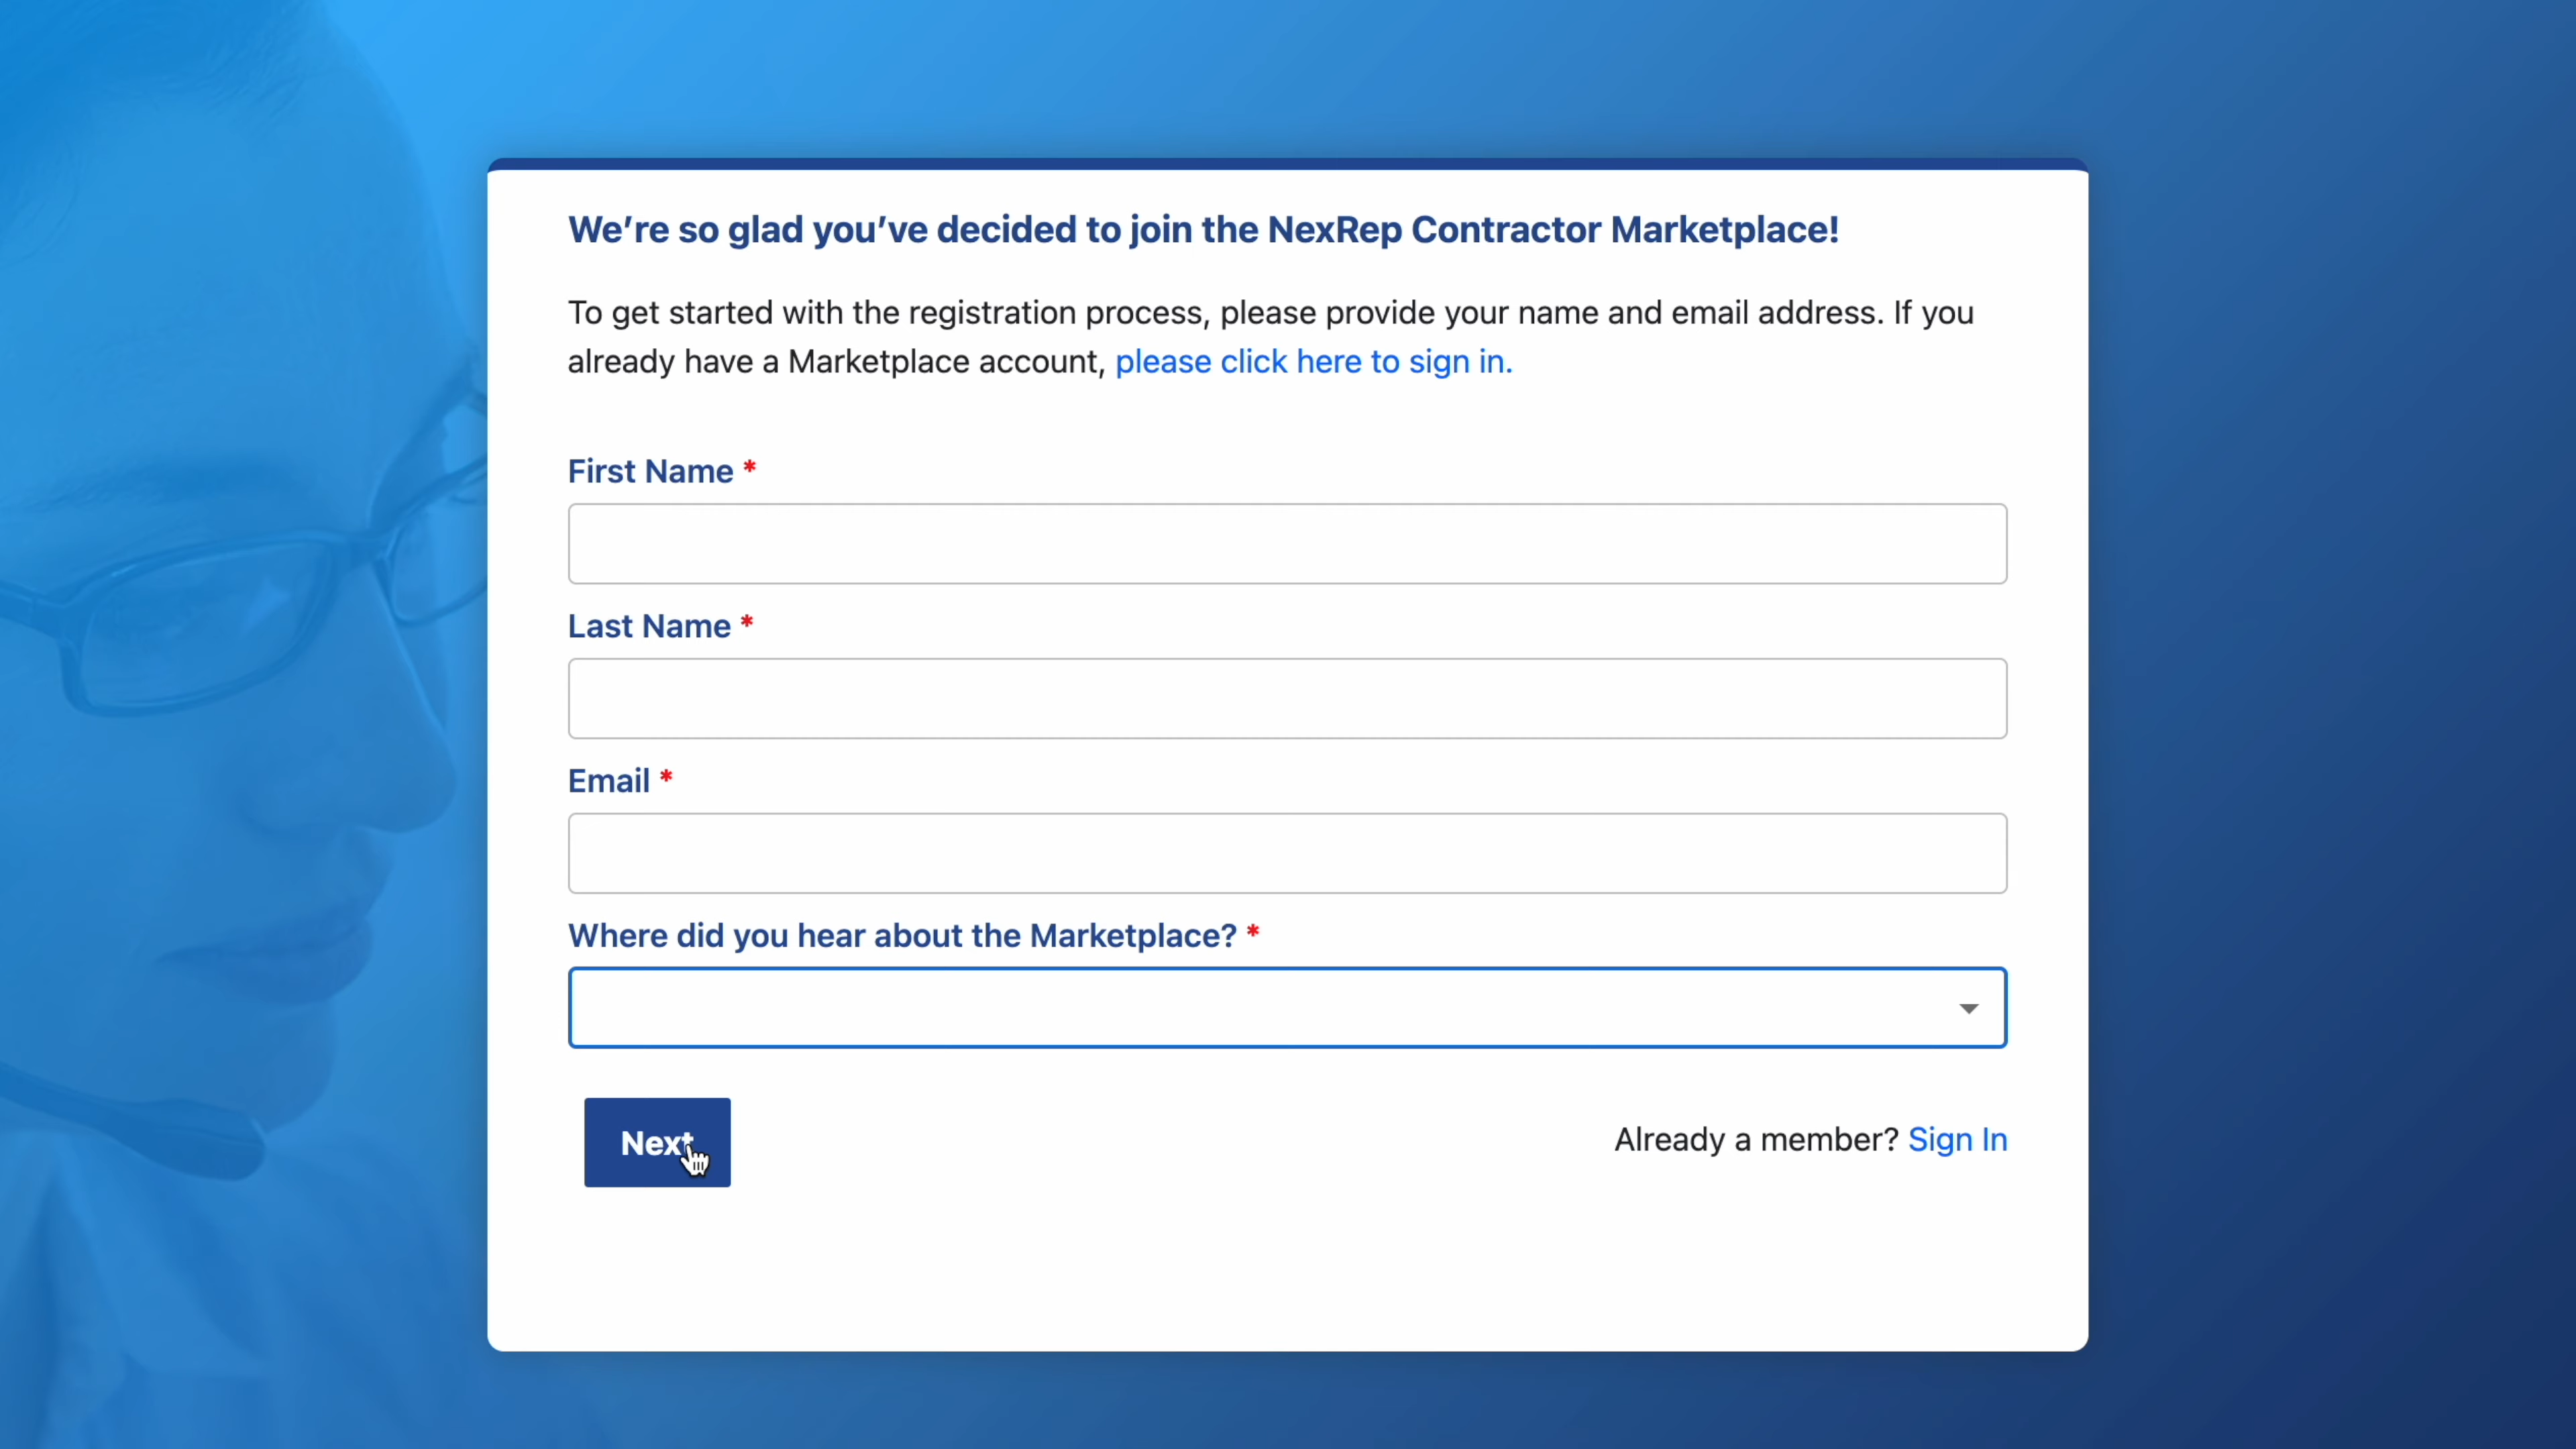 We’re so glad you’ve decided to join the NexRep Contractor Marketplace!
To get started with the registration process, please provide your name and email address. If you
already have a Marketplace account, please click here to sign in.
First Name *
Last Name *
Email *
Where did you hear about the Marketplace? *
Next
Already a member? Sign In